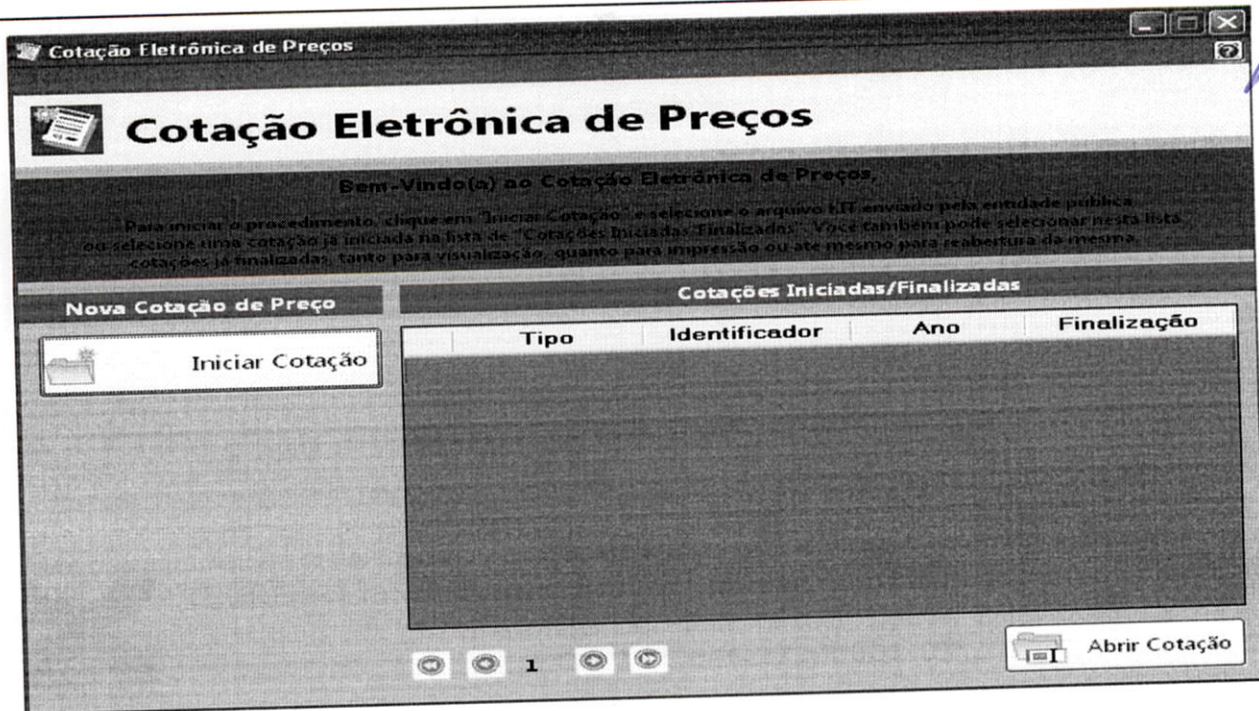 Cotação Eletrônica de Preços
Cotação Eletrônica de Preços
Bem-Vindo(a) ao Cotação Eletrônica de Preços,
Para iniciar o procedimento, clique em "Iniciar Cotação" e selecione o arquivo KIT enviado pela entidade pública
ou selecione uma cotação já iniciada na lista de "Cotações Iniciadas/Finalizadas". Você também pode selecionar nesta lista
cotações já finalizadas, tanto para visualização, quanto para impressão ou até mesmo para reabertura da mesma.
Nova Cotação de Preço
Iniciar Cotação
Cotações Iniciadas/Finalizadas
Tipo Identificador Ano Finalização
1
Abrir Cotação